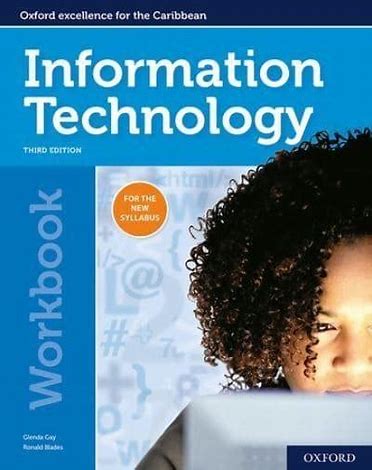 Oxford excellence for the Caribbean
Information
Technology
THIRD EDITION
FOR THE
NEW
SYLLABUS
Workbook
Glenda Gay
Ronald Blades
OXFORD